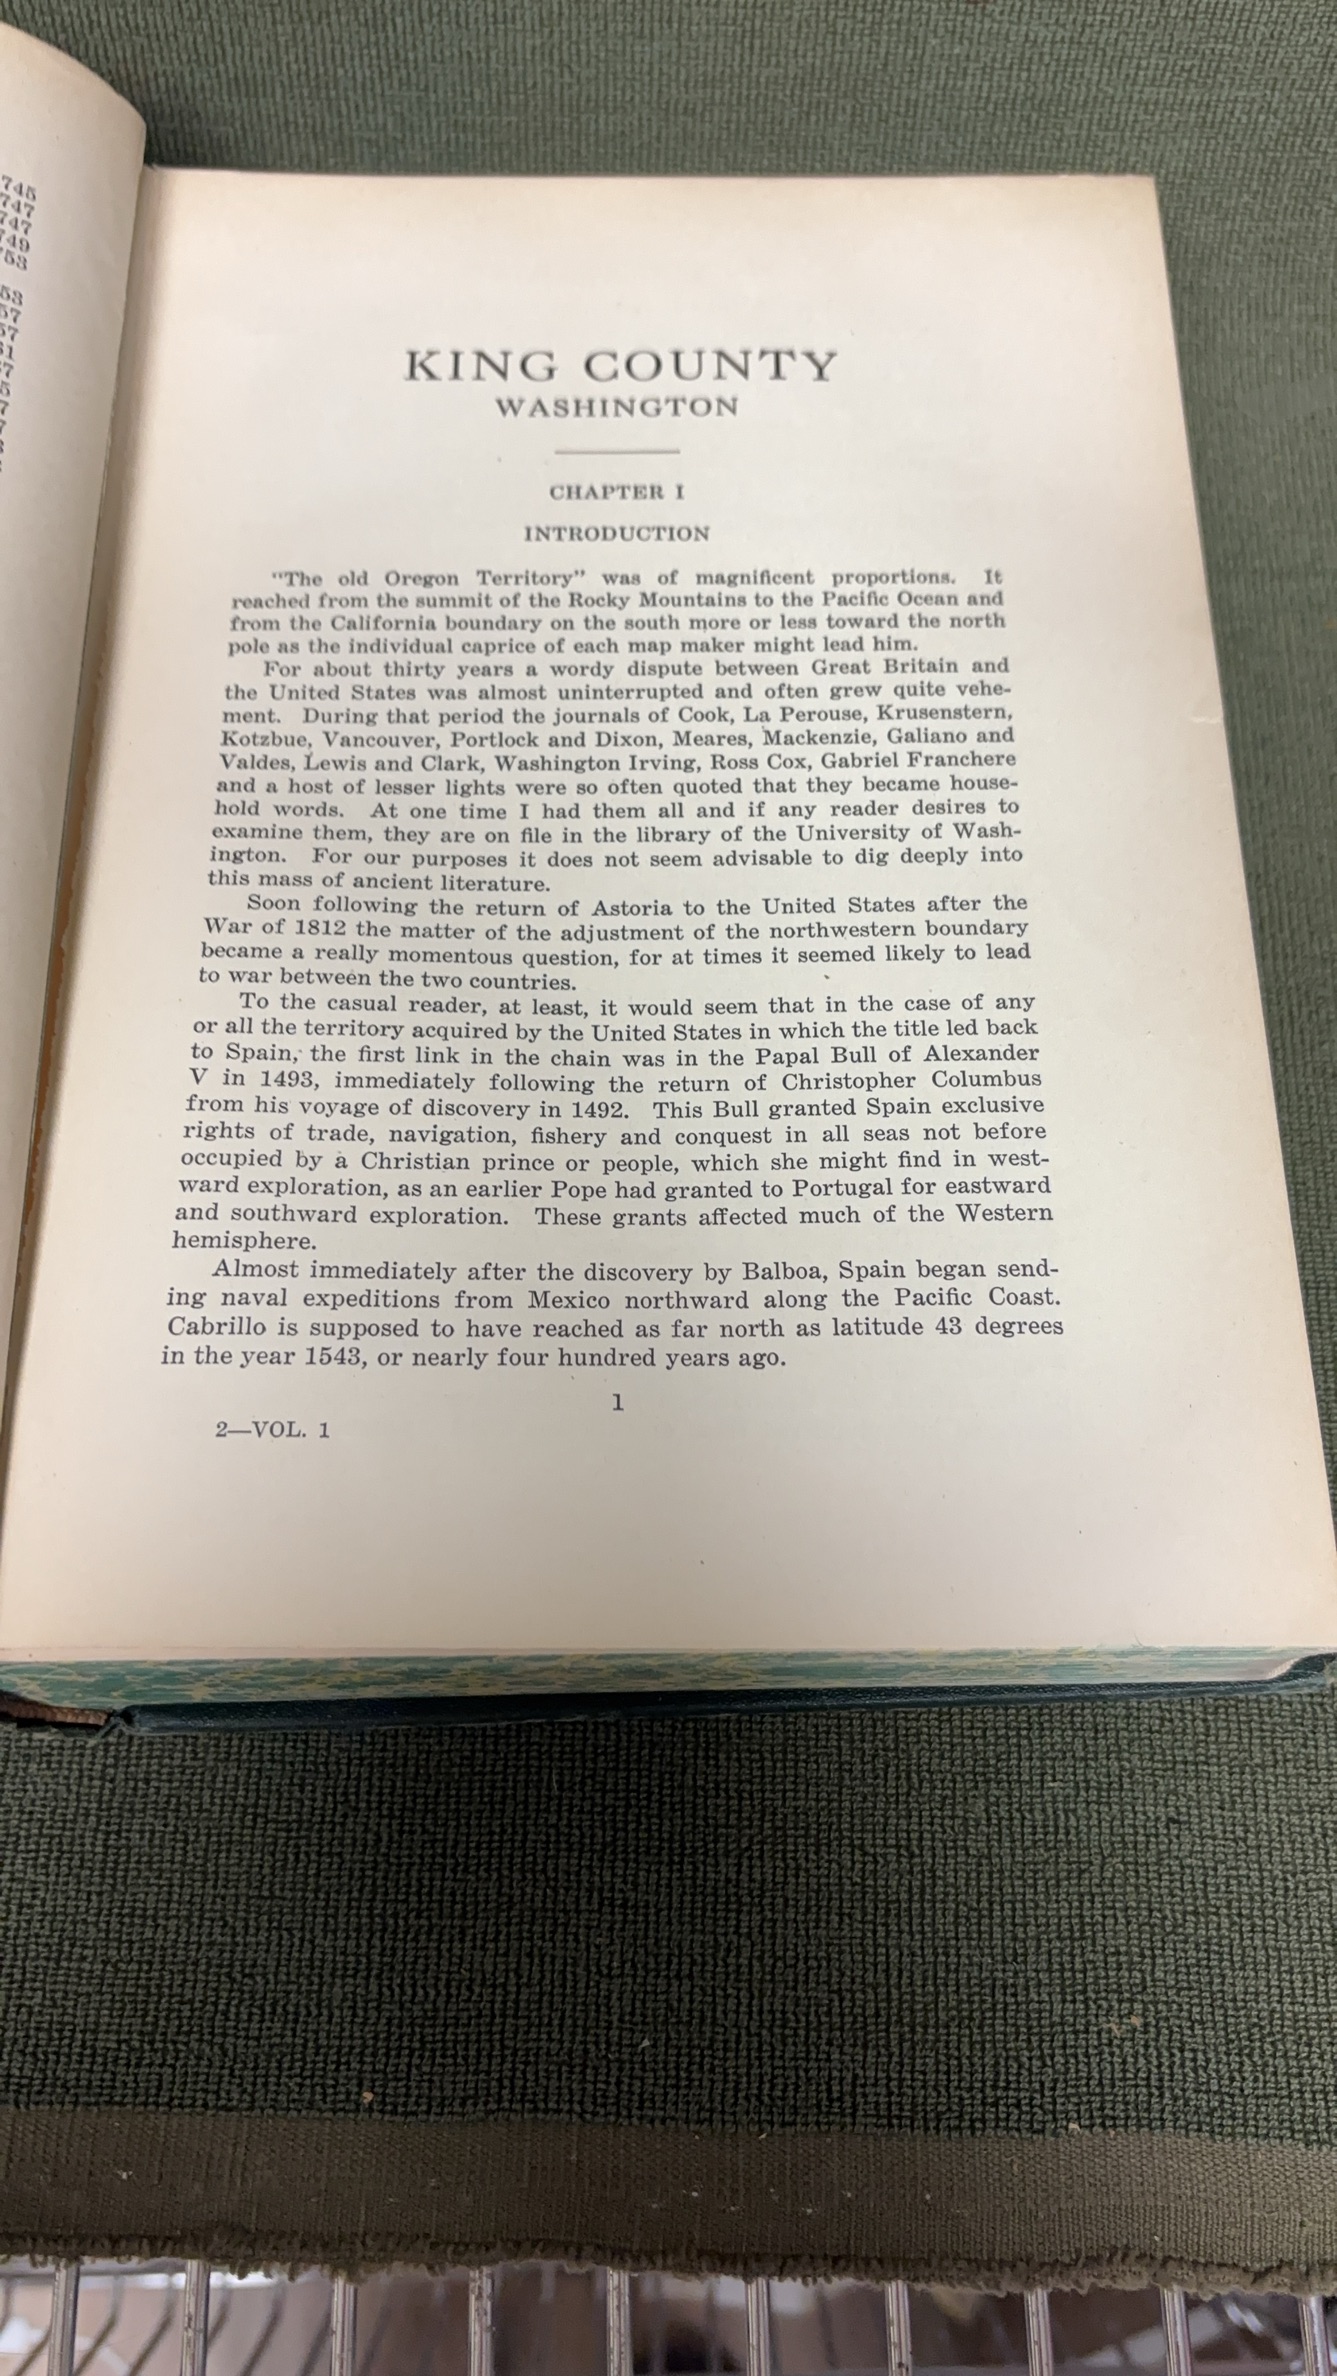 745
747
747
749
753
53
57
57
61
KING COUNTY
WASHINGTON
CHAPTER I
INTRODUCTION
"The old Oregon Territory" was of magnificent proportions. It
reached from the summit of the Rocky Mountains to the Pacific Ocean and
from the California boundary on the south more or less toward the north
pole as the individual caprice of each map maker might lead him.
For about thirty years a wordy dispute between Great Britain and
the United States was almost uninterrupted and often grew quite vehe-
ment. During that period the journals of Cook, La Perouse, Krusenstern,
Kotzbue, Vancouver, Portlock and Dixon, Meares, Mackenzie, Galiano and
Valdes, Lewis and Clark, Washington Irving, Ross Cox, Gabriel Franchere
and a host of lesser lights were so often quoted that they became house-
hold words. At one time I had them all and if any reader desires to
examine them, they are on file in the library of the University of Wash-
ington. For our purposes it does not seem advisable to dig deeply into
this mass of ancient literature.
Soon following the return of Astoria to the United States after the
War of 1812 the matter of the adjustment of the northwestern boundary
became a really momentous question, for at times it seemed likely to lead
to war between the two countries.
To the casual reader, at least, it would seem that in the case of any
or all the territory acquired by the United States in which the title led back
to Spain, the first link in the chain was in the Papal Bull of Alexander
V in 1493, immediately following the return of Christopher Columbus
from his voyage of discovery in 1492. This Bull granted Spain exclusive
rights of trade, navigation, fishery and conquest in all seas not before
occupied by a Christian prince or people, which she might find in west-
ward exploration, as an earlier Pope had granted to Portugal for eastward
and southward exploration. These grants affected much of the Western
hemisphere.
Almost immediately after the discovery by Balboa, Spain began send-
ing naval expeditions from Mexico northward along the Pacific Coast.
Cabrillo is supposed to have reached as far north as latitude 43 degrees
in the year 1543, or nearly four hundred years ago.
1
2—VOL. 1